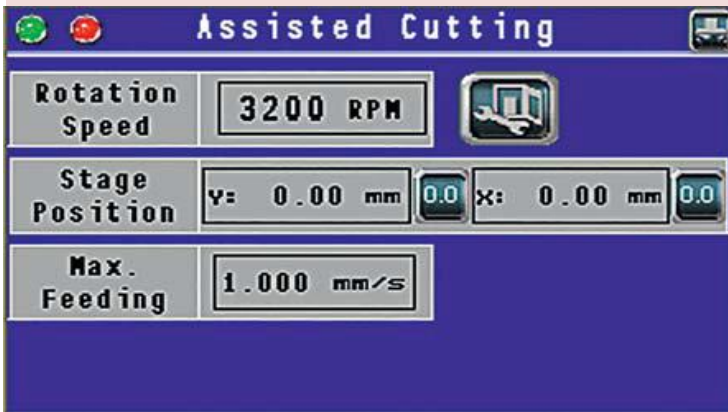 Assisted Cutting
Rotation Speed
3200 RPM
Stage Position
Y: 0.00 mm
0.0
X: 0.00 mm
0.0
Max. Feeding
1.000 mm/s